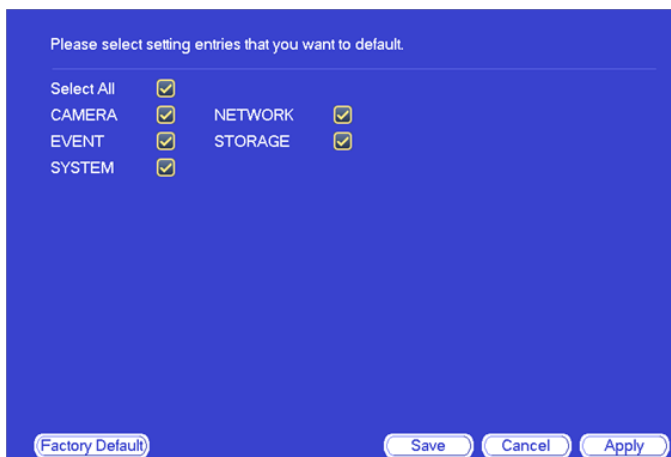 Please select setting entries that you want to default.
Select All
CAMERA NETWORK
EVENT STORAGE
SYSTEM
Factory Default Save Cancel Apply